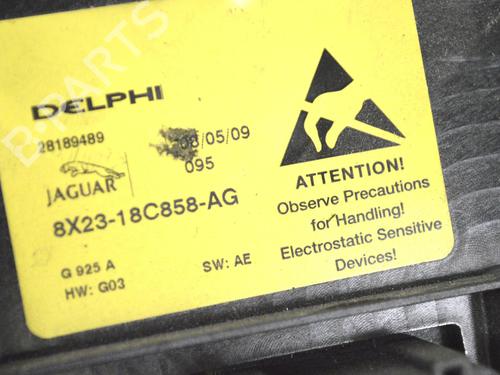 B-PARTS
DELPHI
28189489
08/05/09
095
JAGUAR
8X23-18C858-AG
G 925 A
SW: AE
HW: G03
ATTENTION!
Observe Precautions
for Handling!
Electrostatic Sensitive
Devices!